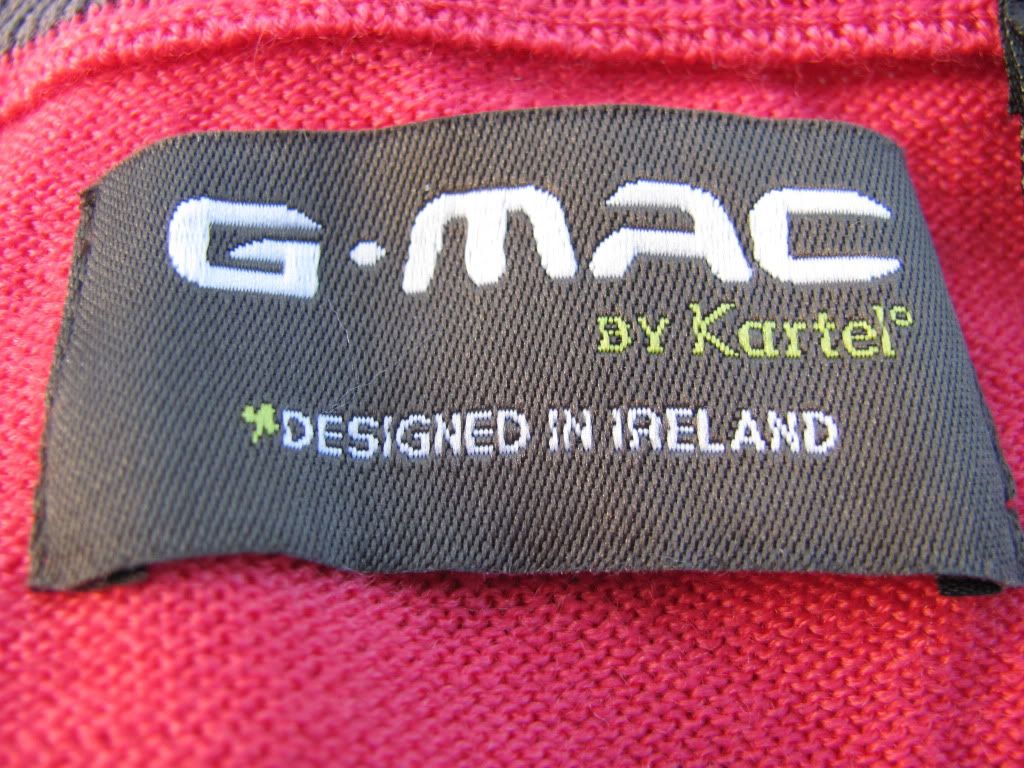 G·MAC
BY Kartel°
*DESIGNED IN IRELAND